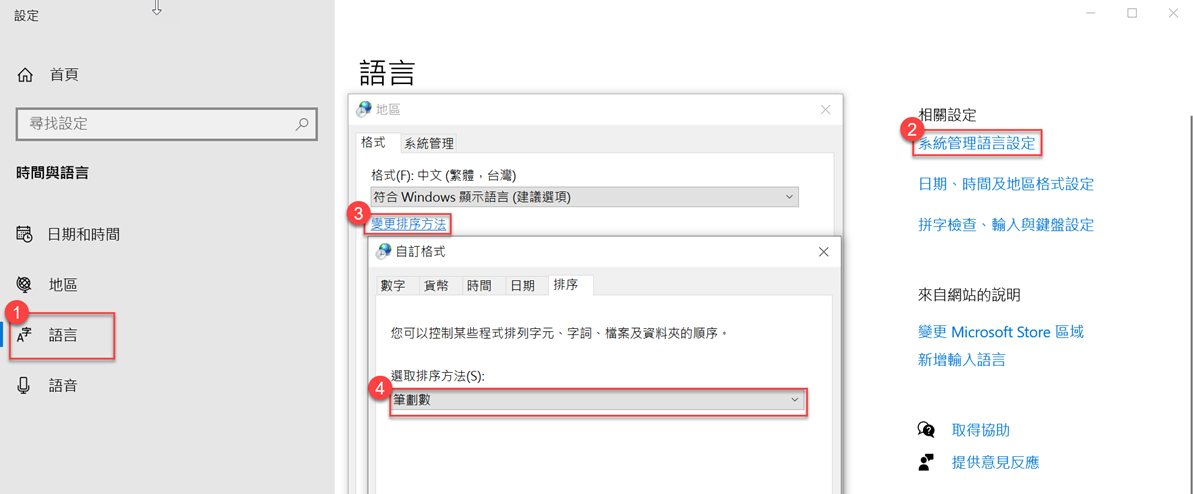 設定
首頁
尋找設定
時間與語言
日期和時間
地區
1
語言
語音
語言
地區
格式 系統管理
格式(F): 中文 (繁體，台灣)
符合 Windows 顯示語言 (建議選項)
3
變更排序方法
自訂格式
數字 貨幣 時間 日期 排序
您可以控制某些程式排列字元、字詞、檔案及資料夾的順序。
選取排序方法(S):
4
筆劃數
相關設定
2
系統管理語言設定
日期、時間及地區格式設定
拼字檢查、輸入與鍵盤設定
來自網站的說明
變更 Microsoft Store 區域
新增輸入語言
取得協助
提供意見反應